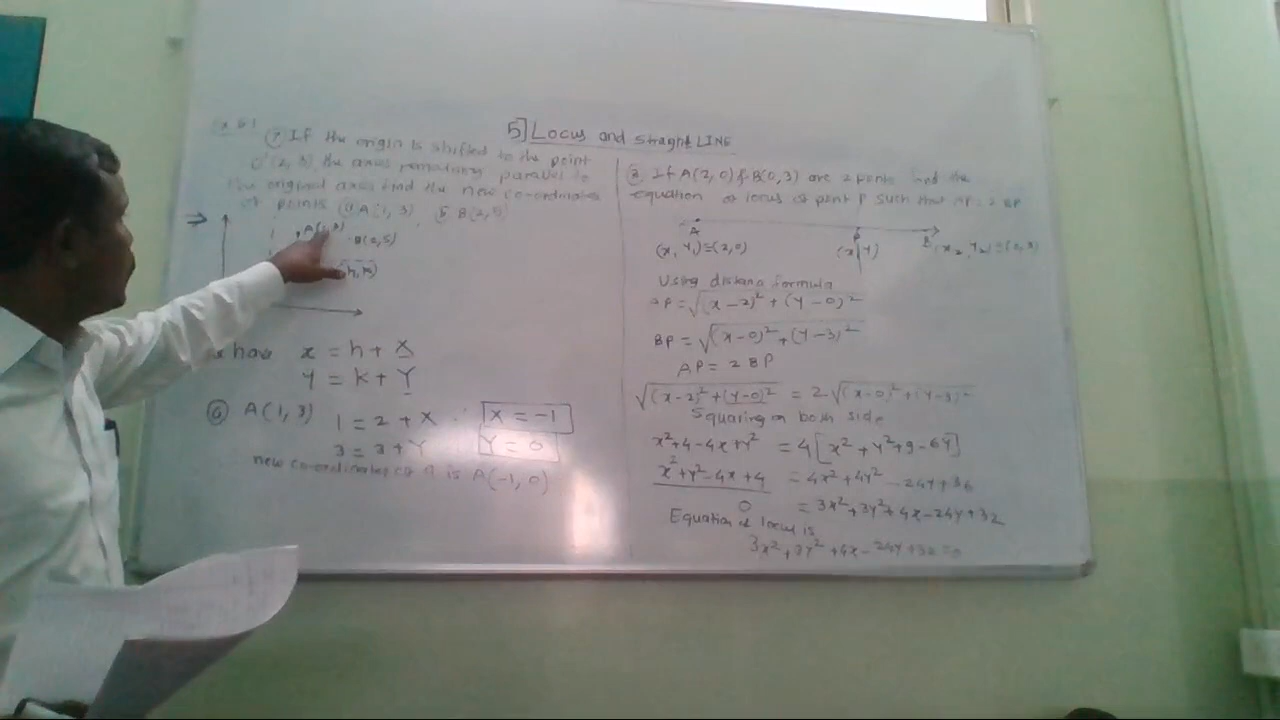 5] Locus and straight LINE
7) If the origin is shifted to the point
O'(2, 3) the axes remaining parallel to
the original axes find the new co-ordinates
of points (a) A(1, 3) (b) B(2, 5)
A(1, 3)
B(2, 5)
(h, k)
have x = h + X
y = k + Y
(a) A(1, 3) 1 = 2 + X ∴ X = -1
3 = 3 + Y Y = 0
new co-ordinates of A is A(-1, 0)
If A(2, 0) & B(0, 3) are 2 points find the
equation of locus of point P such that AP = 2 BP
A P B
(x, Y₁) ≡ (2, 0) (x, Y) (x₂, Y₂) ≡
Using distance formula
AP = √(x - 2)² + (Y - 0)²
BP = √(x - 0)² + (Y - 3)²
AP = 2 BP
√(x - 2)² + (Y - 0)² = 2 √(x - 0)² + (Y - 3)²
Squaring on both side
x² + 4 - 4x + Y² = 4[x² + Y² + 9 - 6Y]
x² + Y² - 4x + 4 = 4x² + 4Y² - 24Y + 36
0 = 3x² + 3Y² + 4x - 24Y + 32
Equation of locus is
3x² + 3Y² + 4x - 24Y + 32 = 0